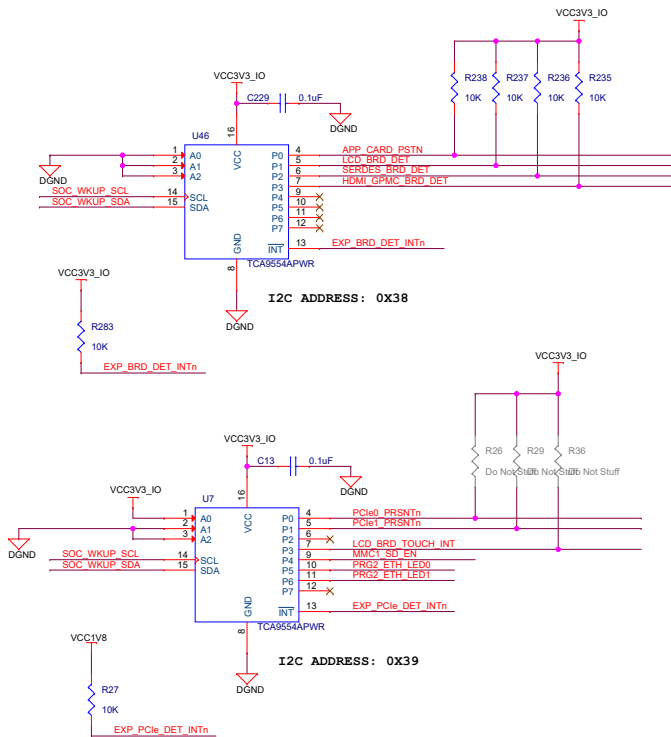 VCC3V3_IO
R238
R237
R236
R235
10K
10K
10K
10K
VCC3V3_IO
C229
0.1uF
DGND
U46
16
VCC
1
A0
2
A1
3
A2
DGND
SOC_WKUP_SCL
14
SCL
SOC_WKUP_SDA
15
SDA
P0
4
APP_CARD_PSTN
P1
5
LCD_BRD_DET
P2
6
SERDES_BRD_DET
P3
7
HDMI_GPMC_BRD_DET
P4
9
P5
10
P6
11
P7
12
INT
13
EXP_BRD_DET_INTn
GND
8
TCA9554APWR
DGND
I2C ADDRESS: 0X38
VCC3V3_IO
R283
10K
EXP_BRD_DET_INTn
VCC3V3_IO
R26
R29
R36
Do Not Stuff
Do Not Stuff
Do Not Stuff
VCC3V3_IO
C13
0.1uF
DGND
VCC3V3_IO
U7
16
VCC
1
A0
2
A1
3
A2
DGND
SOC_WKUP_SCL
14
SCL
SOC_WKUP_SDA
15
SDA
P0
4
PCIe0_PRSNTn
P1
5
PCIe1_PRSNTn
P2
6
P3
7
LCD_BRD_TOUCH_INT
P4
9
MMC1_SD_EN
P5
10
PRG2_ETH_LED0
P6
11
PRG2_ETH_LED1
P7
12
INT
13
EXP_PCIe_DET_INTn
GND
8
TCA9554APWR
DGND
I2C ADDRESS: 0X39
VCC1V8
R27
10K
EXP_PCIe_DET_INTn